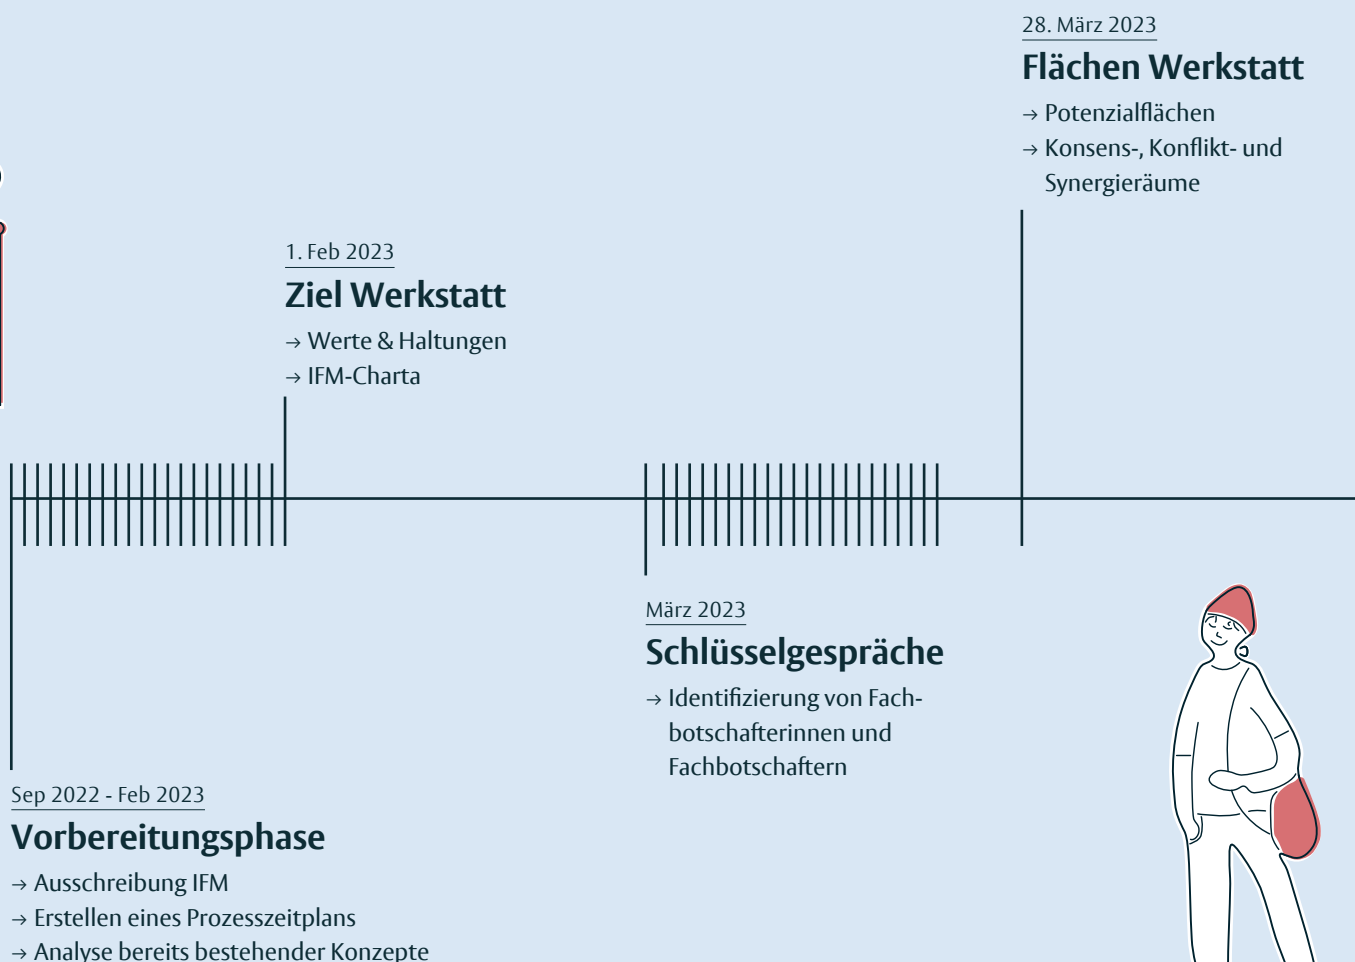 28. März 2023
Flächen Werkstatt
→ Potenzialflächen
→ Konsens-, Konflikt- und
Synergieräume
1. Feb 2023
Ziel Werkstatt
→ Werte & Haltungen
→ IFM-Charta
März 2023
Schlüsselgespräche
→ Identifizierung von Fach-
botschafterinnen und
Fachbotschaftern
Sep 2022 - Feb 2023
Vorbereitungsphase
→ Ausschreibung IFM
→ Erstellen eines Prozesszeitplans
→ Analyse bereits bestehender Konzepte